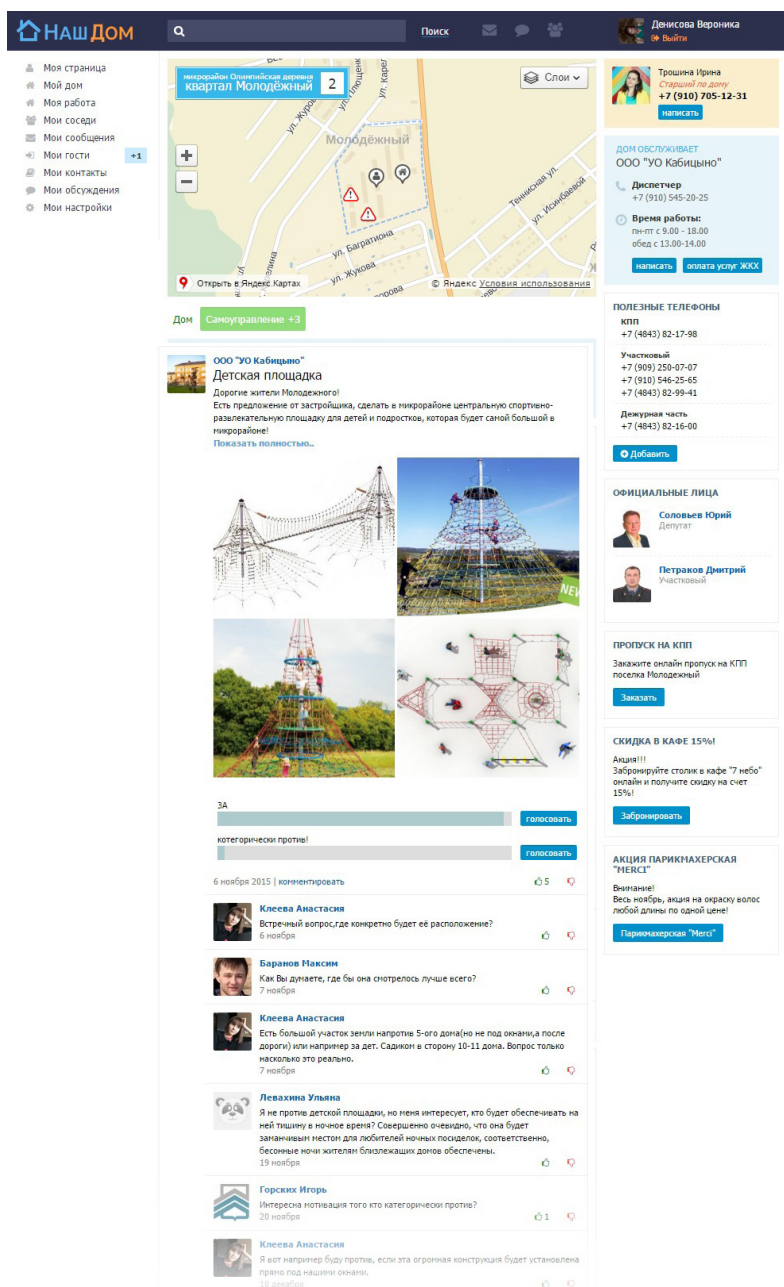 НАШ ДОМ
Поиск
Денисова Вероника
Выйти
Моя страница
Мой дом
Моя работа
Мои соседи
Мои сообщения
Мои гости +1
Мои контакты
Мои обсуждения
Мои настройки
микрорайон Олимпийская деревня
квартал Молодёжный 2
Слои
ул. Карел
Молодёжный
Теннисная ул.
ул. Исинбаевой
ул. Багратиона
ул. Жукова
Открыть в Яндекс.Картах
© Яндекс Условия использования
Трошина Ирина
Старший по дому
+7 (910) 705-12-31
написать
ДОМ ОБСЛУЖИВАЕТ
ООО "УО Кабицыно"
Диспетчер
+7 (910) 545-20-25
Время работы:
пн-пт с 9.00 - 18.00
обед с 13.00-14.00
написать
оплата услуг ЖКХ
Дом
Самоуправление +3
ООО "УО Кабицыно"
Детская площадка
Дорогие жители Молодежного!
Есть предложение от застройщика, сделать в микрорайоне центральную спортивно-
развлекательную площадку для детей и подростков, которая будет самой большой в
микрорайоне!
Показать полностью..
NEW
ЗА
голосовать
котегорически против!
голосовать
6 ноября 2015 | комментировать
5
Клеева Анастасия
Встречный вопрос,где конкретно будет её расположение?
6 ноября
Баранов Максим
Как Вы думаете, где бы она смотрелось лучше всего?
7 ноября
Клеева Анастасия
Есть большой участок земли напротив 5-ого дома(но не под окнами,а после
дороги) или например за дет. Садиком в сторону 10-11 дома. Вопрос только
насколько это реально.
7 ноября
Левахина Ульяна
Я не против детской площадки, но меня интересует, кто будет обеспечивать на
ней тишину в ночное время? Совершенно очевидно, что она будет
заманчивым местом для любителей ночных посиделок, соответственно,
бесонные ночи жителям близлежащих домов обеспечены.
19 ноября
Горских Игорь
Интересна мотивация того кто категорически против?
20 ноября
1
Клеева Анастасия
Я вот например буду против, если эта огромная конструкция будет установлена
прямо под нашими окнами.
10 декабря
ПОЛЕЗНЫЕ ТЕЛЕФОНЫ
КПП
+7 (4843) 82-17-98
Участковый
+7 (909) 250-07-07
+7 (910) 546-25-65
+7 (4843) 82-99-41
Дежурная часть
+7 (4843) 82-16-00
Добавить
ОФИЦИАЛЬНЫЕ ЛИЦА
Соловьев Юрий
Депутат
Петраков Дмитрий
Участковый
ПРОПУСК НА КПП
Закажите онлайн пропуск на КПП
поселка Молодежный
Заказать
СКИДКА В КАФЕ 15%!
Акция!!!
Забронируйте столик в кафе "7 небо"
онлайн и получите скидку на счет
15%!
Забронировать
АКЦИЯ ПАРИКМАХЕРСКАЯ
"MERCI"
Внимание!
Весь ноябрь, акция на окраску волос
любой длины по одной цене!
Парикмахерская "Merci"